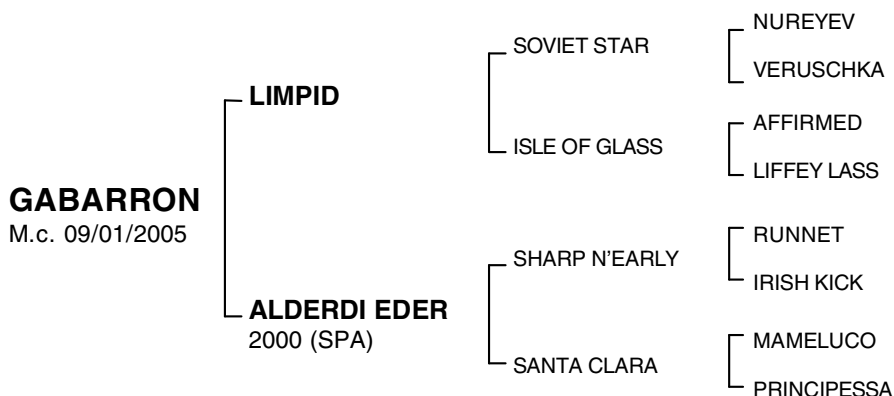 NUREYEV
SOVIET STAR
VERUSCHKA
LIMPID
AFFIRMED
ISLE OF GLASS
LIFFEY LASS
GABARRON
M.c. 09/01/2005
RUNNET
SHARP N'EARLY
IRISH KICK
ALDERDI EDER
2000 (SPA)
MAMELUCO
SANTA CLARA
PRINCIPESSA